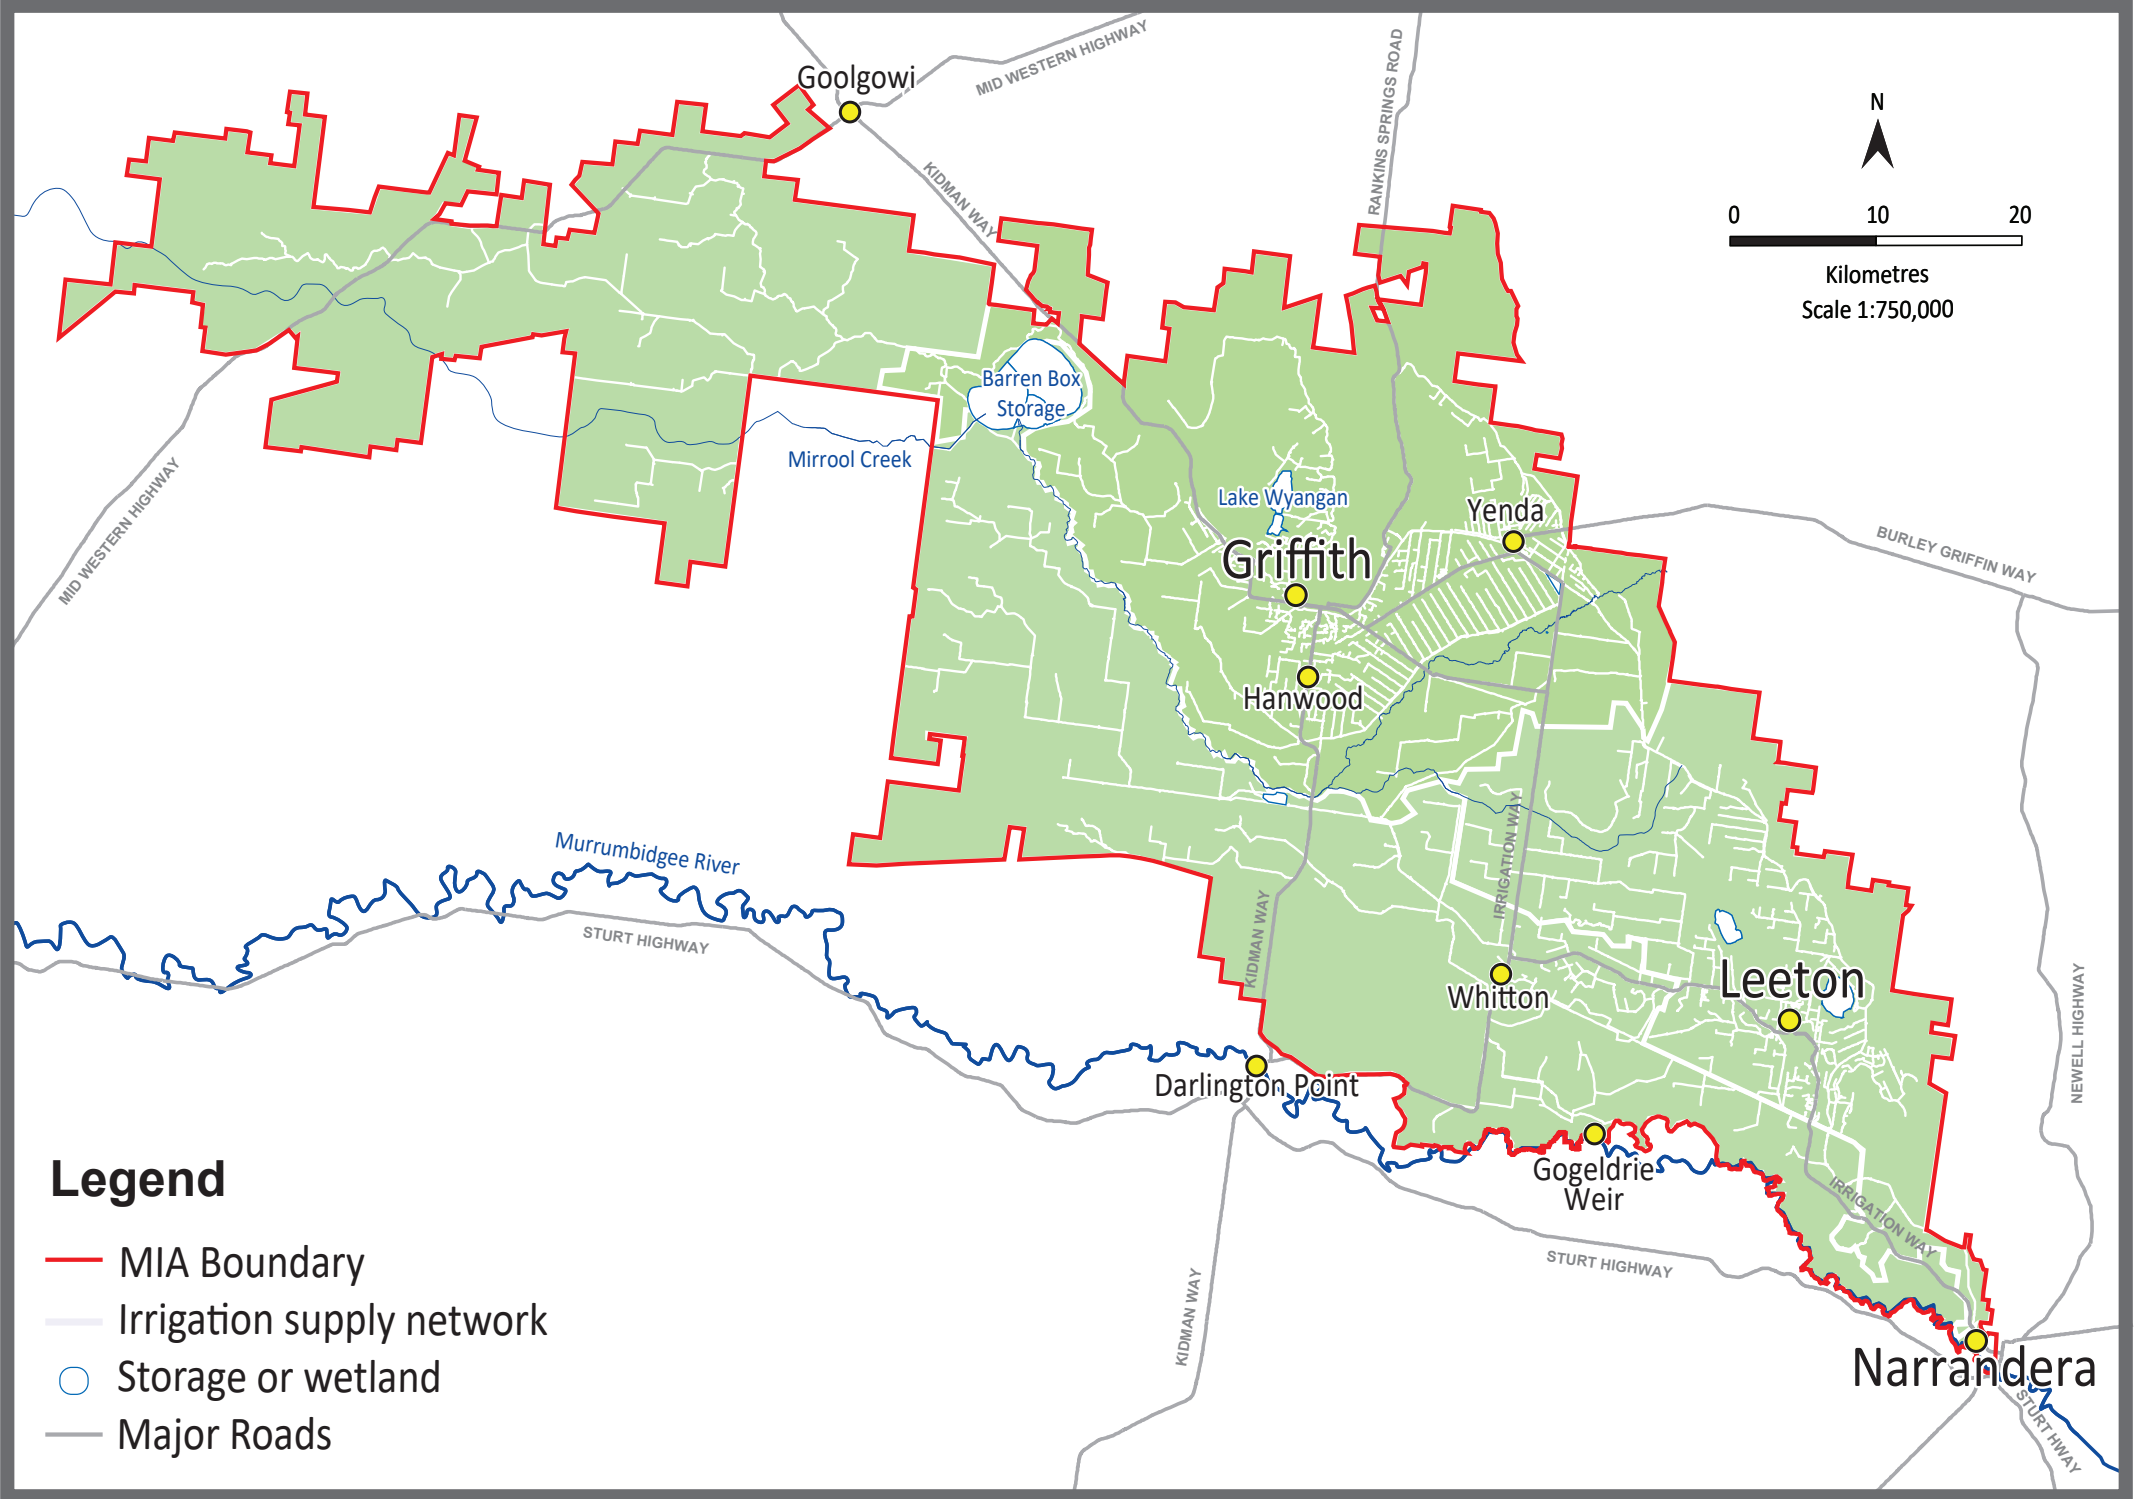 Goolgowi
MID WESTERN HIGHWAY
RANKINS SPRINGS ROAD
N
0 10 20
Kilometres
Scale 1:750,000
KIDMAN WAY
Barren Box
Storage
Mirrool Creek
MID WESTERN HIGHWAY
Lake Wyangan
Yenda
Griffith
BURLEY GRIFFIN WAY
Hanwood
IRRIGATION WAY
Murrumbidgee River
STURT HIGHWAY
KIDMAN WAY
Whitton
Leeton
NEWELL HIGHWAY
Darlington Point
Gogeldrie
Weir
IRRIGATION WAY
STURT HIGHWAY
KIDMAN WAY
Narrandera
STURT HWAY
Legend
MIA Boundary
Irrigation supply network
Storage or wetland
Major Roads